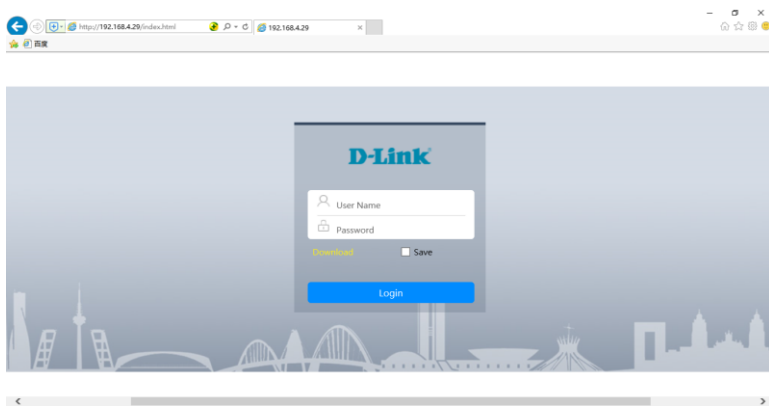 http://192.168.4.29/index.html
192.168.4.29
百度
D-Link
User Name
Password
Download
Save
Login